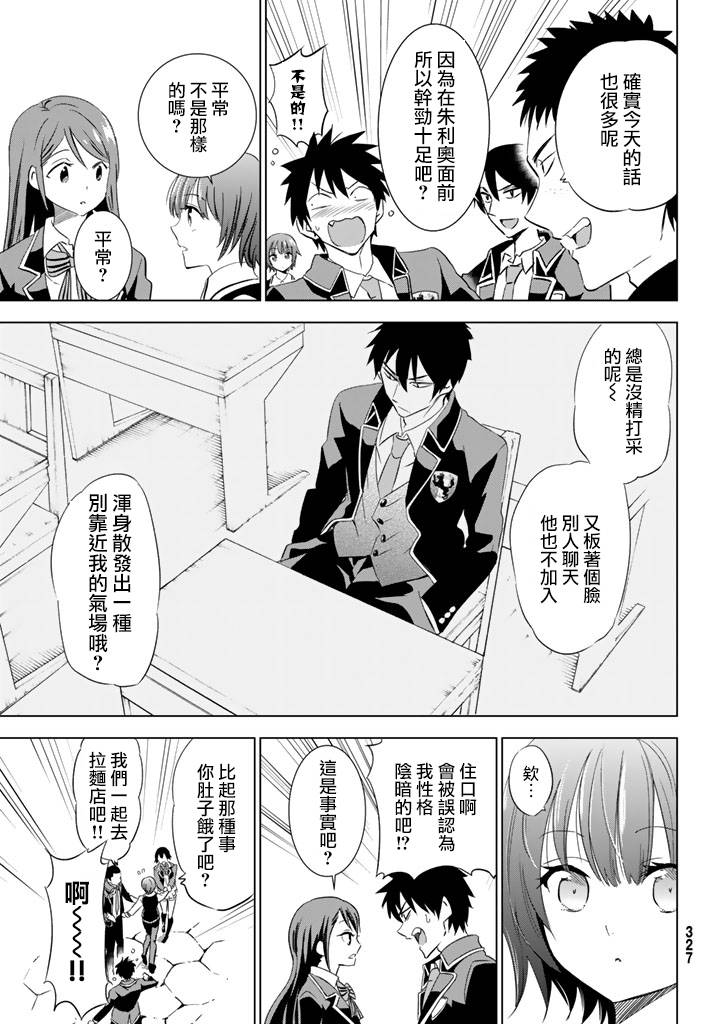 確實今天的話
也很多呢
因為在朱利奧面前
所以幹勁十足吧？
不是的!!
平常
不是那樣
的嗎？
平常？
總是沒精打采
的呢～
又板著個臉
別人聊天
他也不加入
渾身散發出一種
別靠近我的氣場哦？
欸…
住口啊
會被誤認為
我性格
陰暗的吧!?
這是事實吧？
比起那種事
你肚子餓了吧？
我們一起去
拉麵店吧!!
啊～～～!!
327